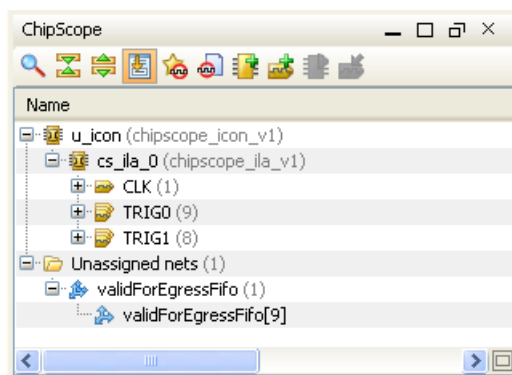 ChipScope
Name
u_icon (chipscope_icon_v1)
cs_ila_0 (chipscope_ila_v1)
CLK (1)
TRIG0 (9)
TRIG1 (8)
Unassigned nets (1)
validForEgressFifo (1)
validForEgressFifo[9]